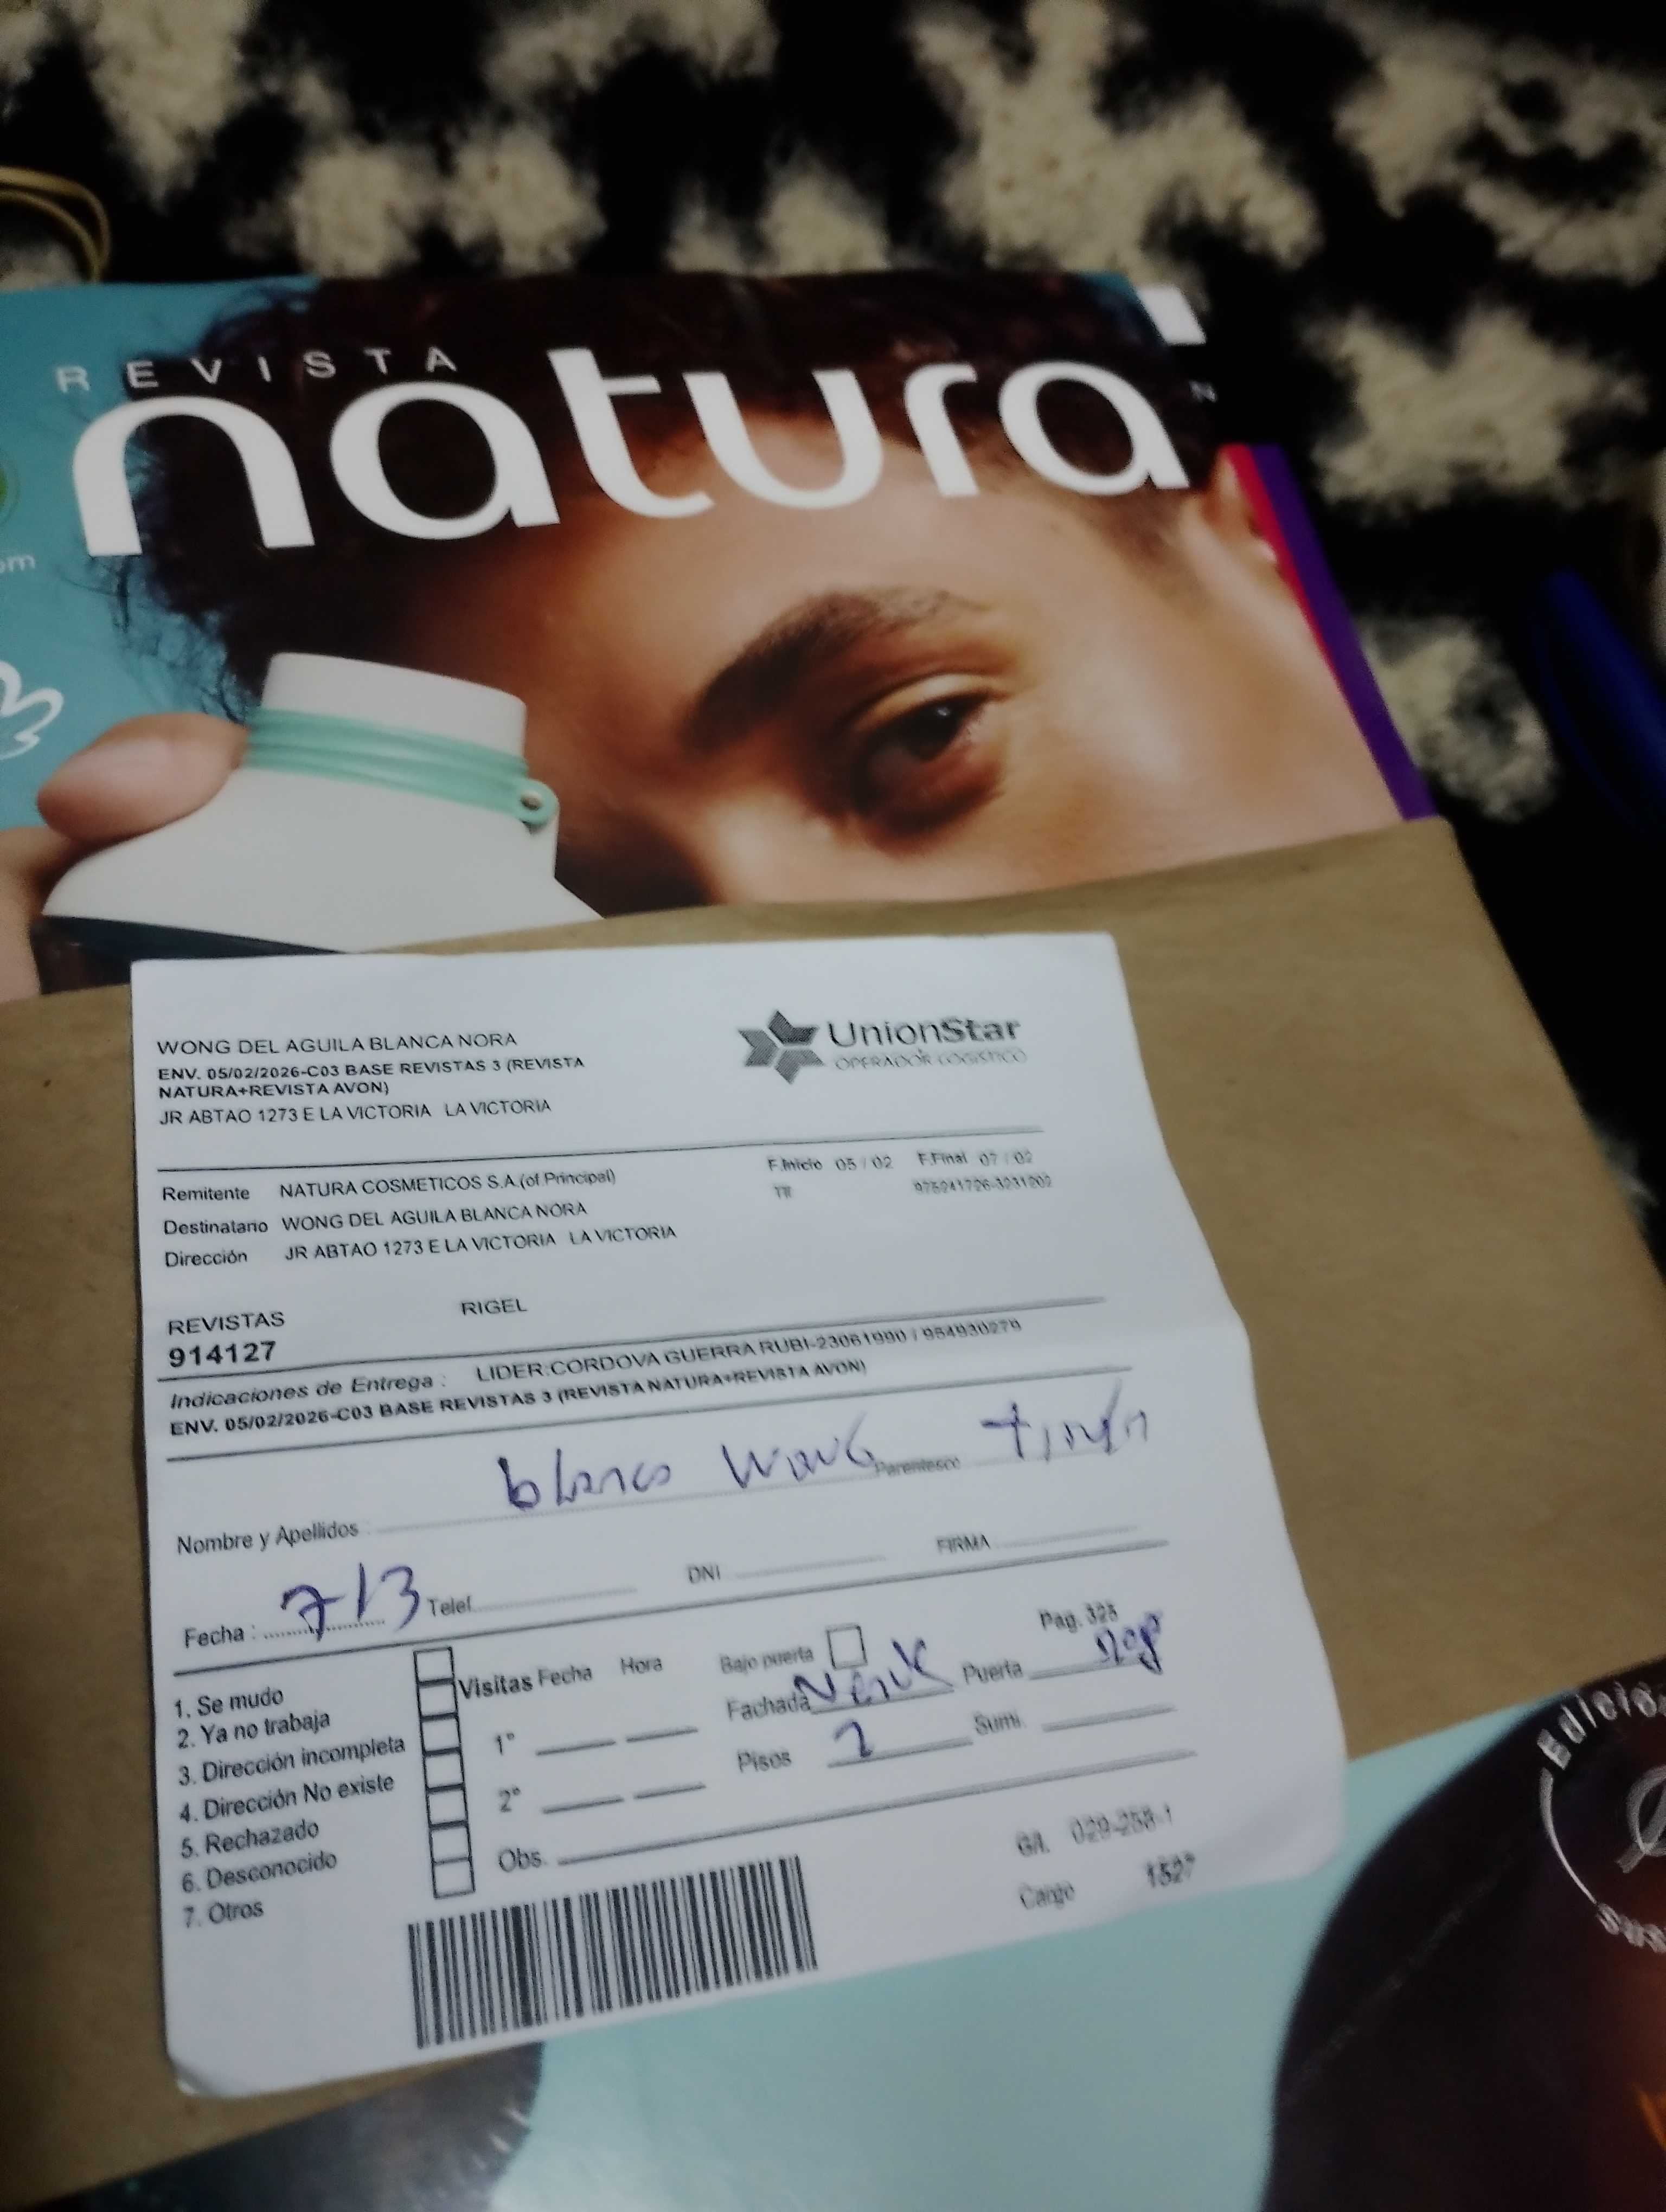 REVISTA
natura
WONG DEL AGUILA BLANCA NORA
ENV. 05/02/2026-C03 BASE REVISTAS 3 (REVISTA
NATURA+REVISTA AVON)
JR ABTAO 1273 E LA VICTORIA LA VICTORIA
UnionStar
OPERADOR LOGISTICO
Remitente NATURA COSMETICOS S.A.(of.Principal)
F.Inicio 05 / 02 F.Final 07 / 02
Destinatario WONG DEL AGUILA BLANCA NORA
Tlf 975241726-3231202
Dirección JR ABTAO 1273 E LA VICTORIA LA VICTORIA
REVISTAS RIGEL
914127
Indicaciones de Entrega : LIDER:CORDOVA GUERRA RUBI-23061990 / 954930279
ENV. 05/02/2026-C03 BASE REVISTAS 3 (REVISTA NATURA+REVISTA AVON)
Nombre y Apellidos : blanca Wong Parentesco
Fecha : 7/3 Telef. DNI FIRMA
Pag. 325
1. Se mudo
2. Ya no trabaja
3. Dirección incompleta
4. Dirección No existe
5. Rechazado
6. Desconocido
7. Otros
Visitas Fecha Hora
1°
2°
Obs.
Bajo puerta
Fachada Puerta
Pisos 2 Sumi.
G/L 029-258-1
Cargo 1527